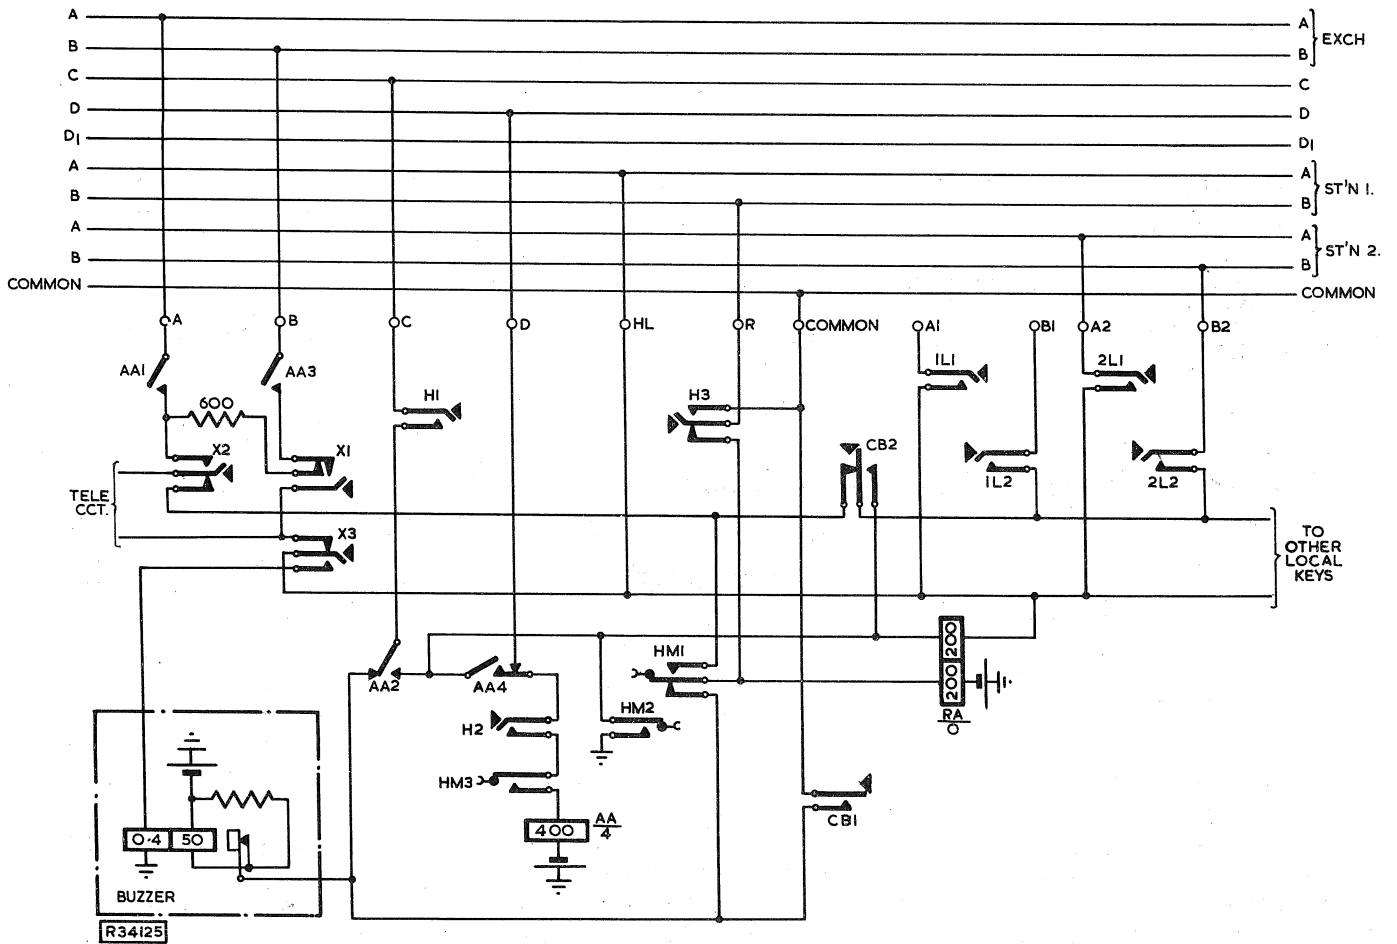 A A
EXCH
B B
C C
D D
D1 D1
A A
ST'N 1.
B B
A A
ST'N 2.
B B
COMMON COMMON
A B C D HL R COMMON A1 B1 A2 B2
AA1 AA3 1L1 2L1
600 H1 H3
X2 X1 CB2
1L2 2L2
TELE
CCT.
X3
TO
OTHER
LOCAL
KEYS
200
HM1
AA2 AA4
200
HM2 RA
O
H2
HM3
AA
4
400
CB1
0.4 50
BUZZER
R34125